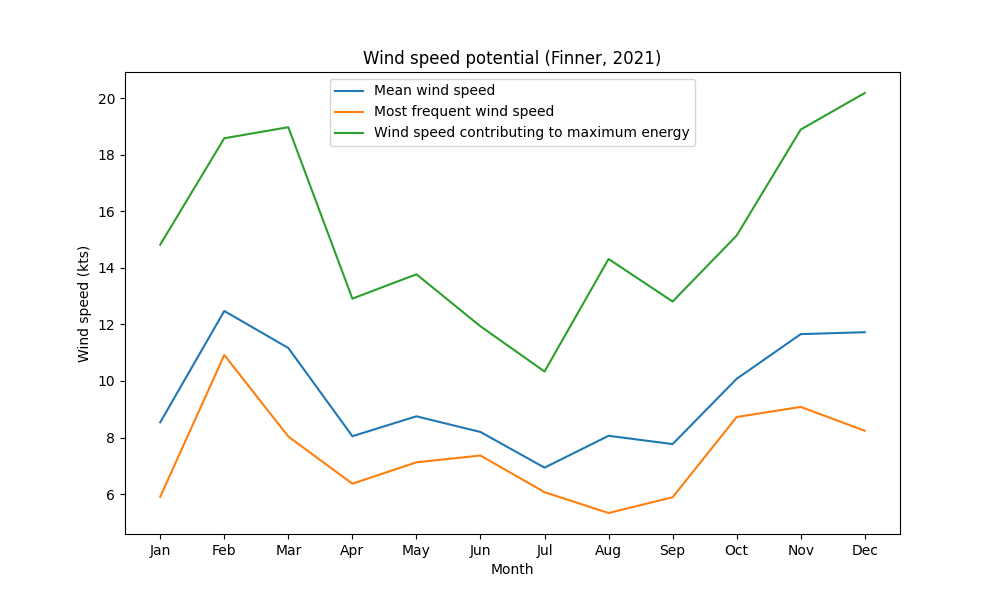 Wind speed potential (Finner, 2021)
Mean wind speed
Most frequent wind speed
Wind speed contributing to maximum energy
Wind speed (kts)
20
18
16
14
12
10
8
6
Jan Feb Mar Apr May Jun Jul Aug Sep Oct Nov Dec
Month